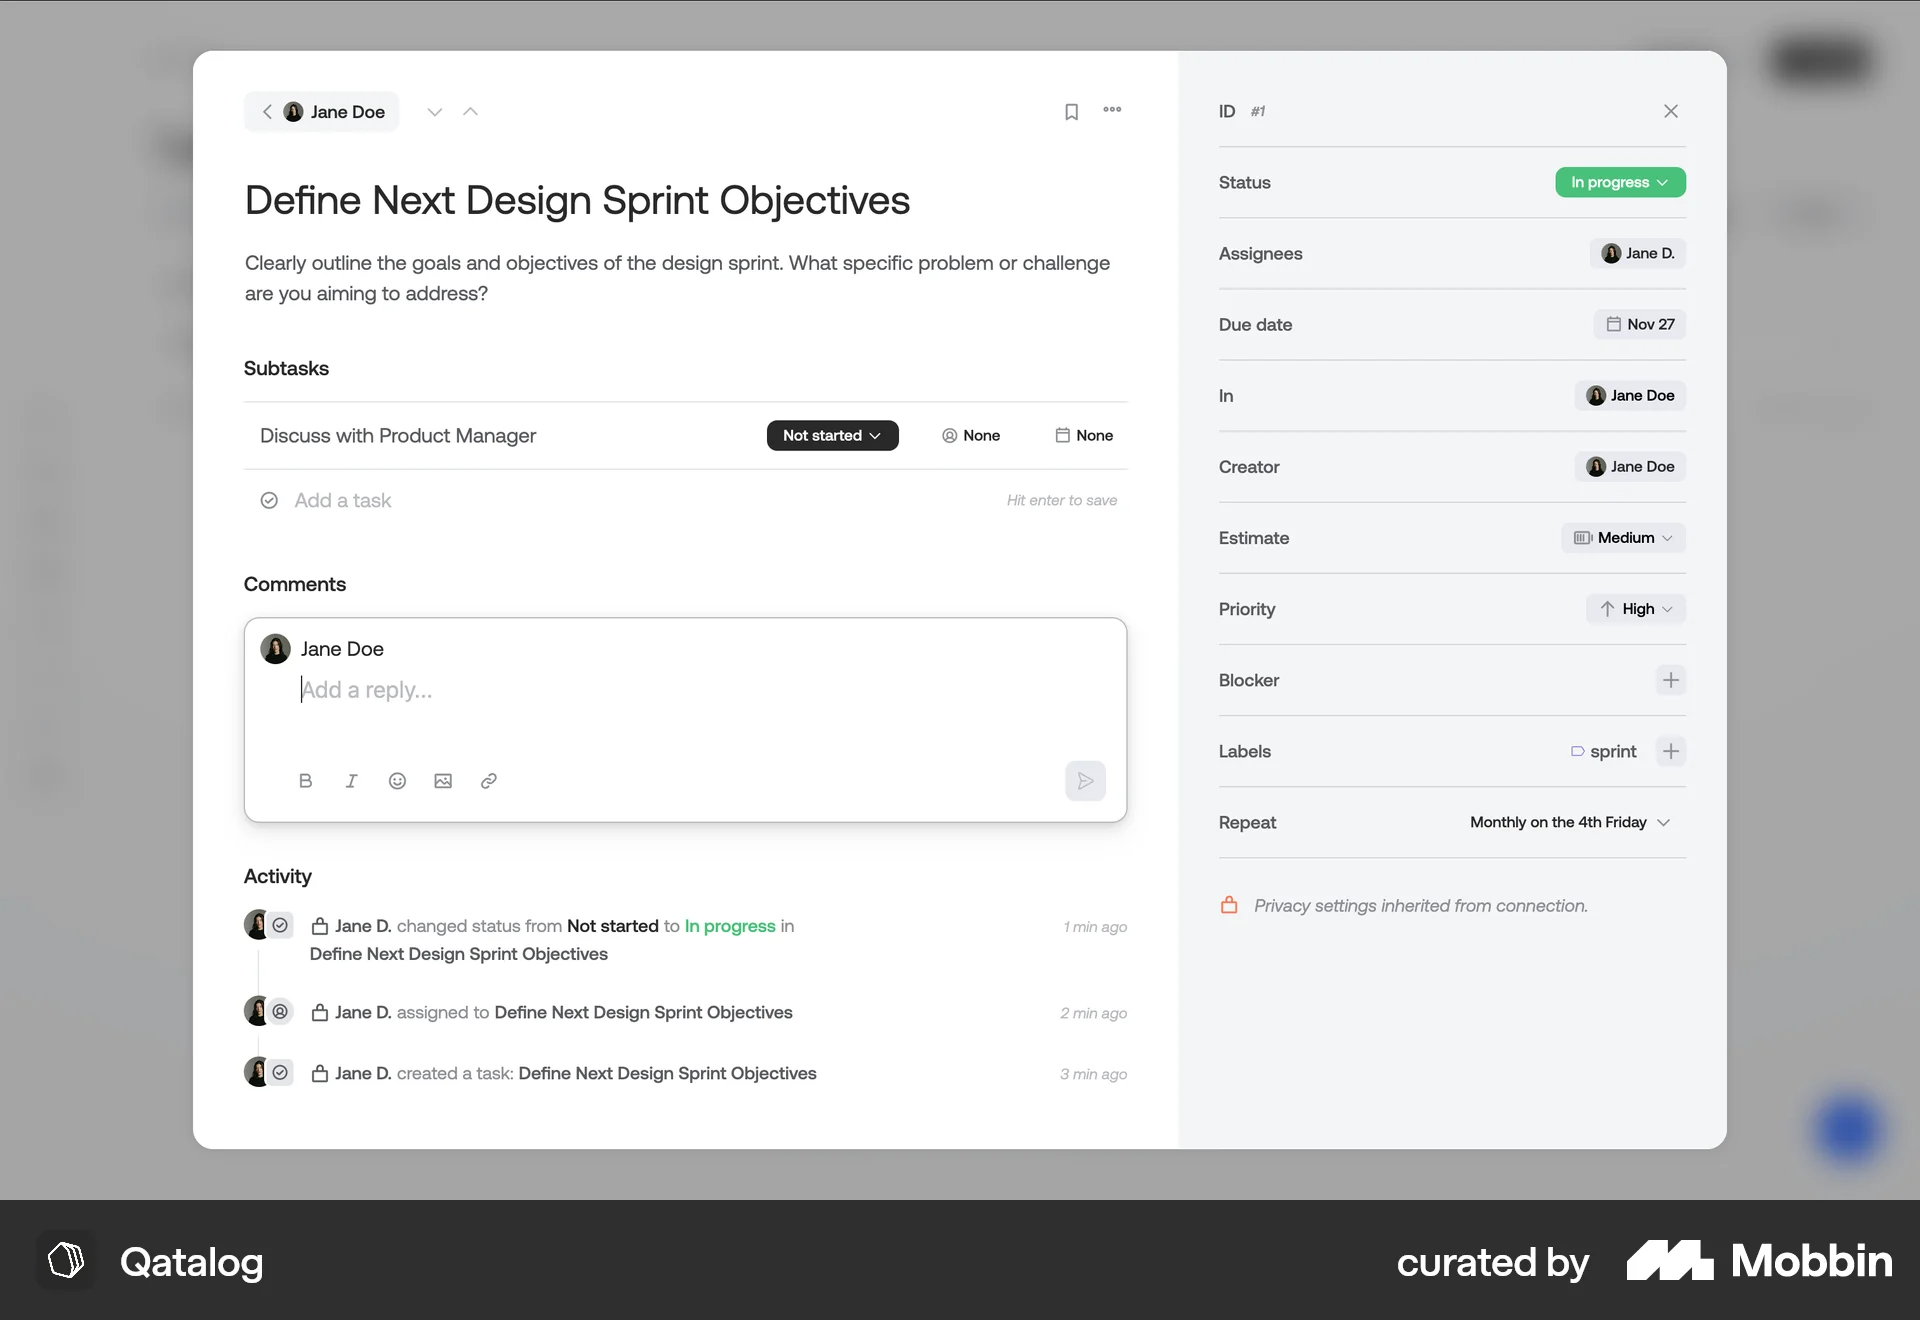 Jane Doe
Define Next Design Sprint Objectives
Clearly outline the goals and objectives of the design sprint. What specific problem or challenge
are you aiming to address?
Subtasks
Discuss with Product Manager Not started None None
Add a task Hit enter to save
Comments
Jane Doe
Add a reply...
B I
Activity
Jane D. changed status from Not started to In progress in 1 min ago
Define Next Design Sprint Objectives
Jane D. assigned to Define Next Design Sprint Objectives 2 min ago
Jane D. created a task: Define Next Design Sprint Objectives 3 min ago
ID #1
Status In progress
Assignees Jane D.
Due date Nov 27
In Jane Doe
Creator Jane Doe
Estimate Medium
Priority High
Blocker
Labels sprint
Repeat Monthly on the 4th Friday
Privacy settings inherited from connection.
Qatalog
curated by Mobbin